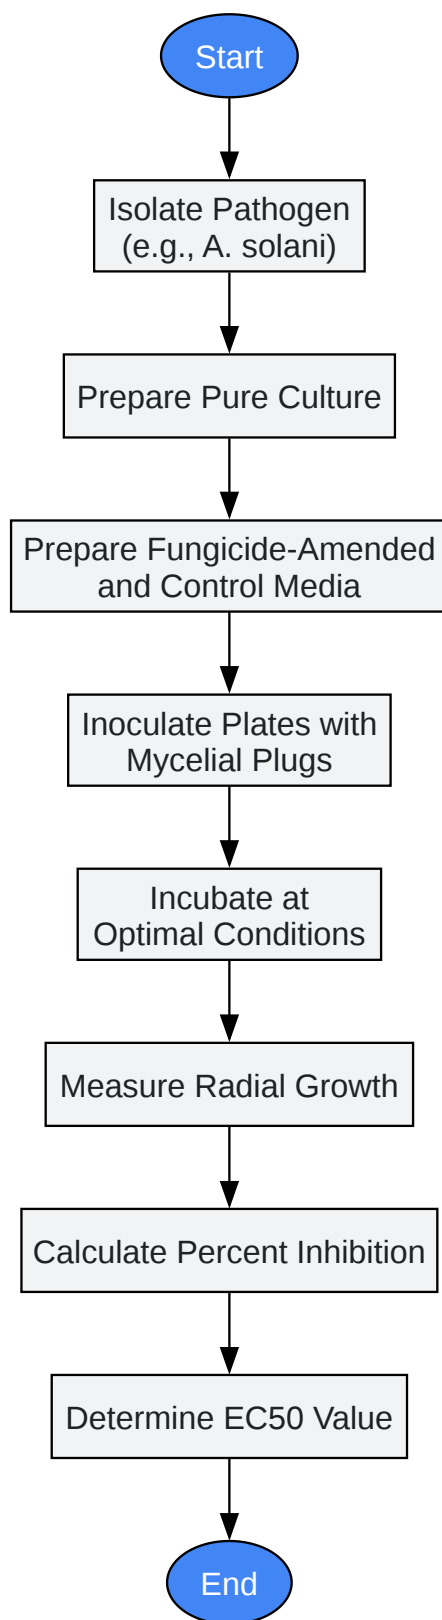 Start
Isolate Pathogen
(e.g., A. solani)
Prepare Pure Culture
Prepare Fungicide-Amended
and Control Media
Inoculate Plates with
Mycelial Plugs
Incubate at
Optimal Conditions
Measure Radial Growth
Calculate Percent Inhibition
Determine EC50 Value
End